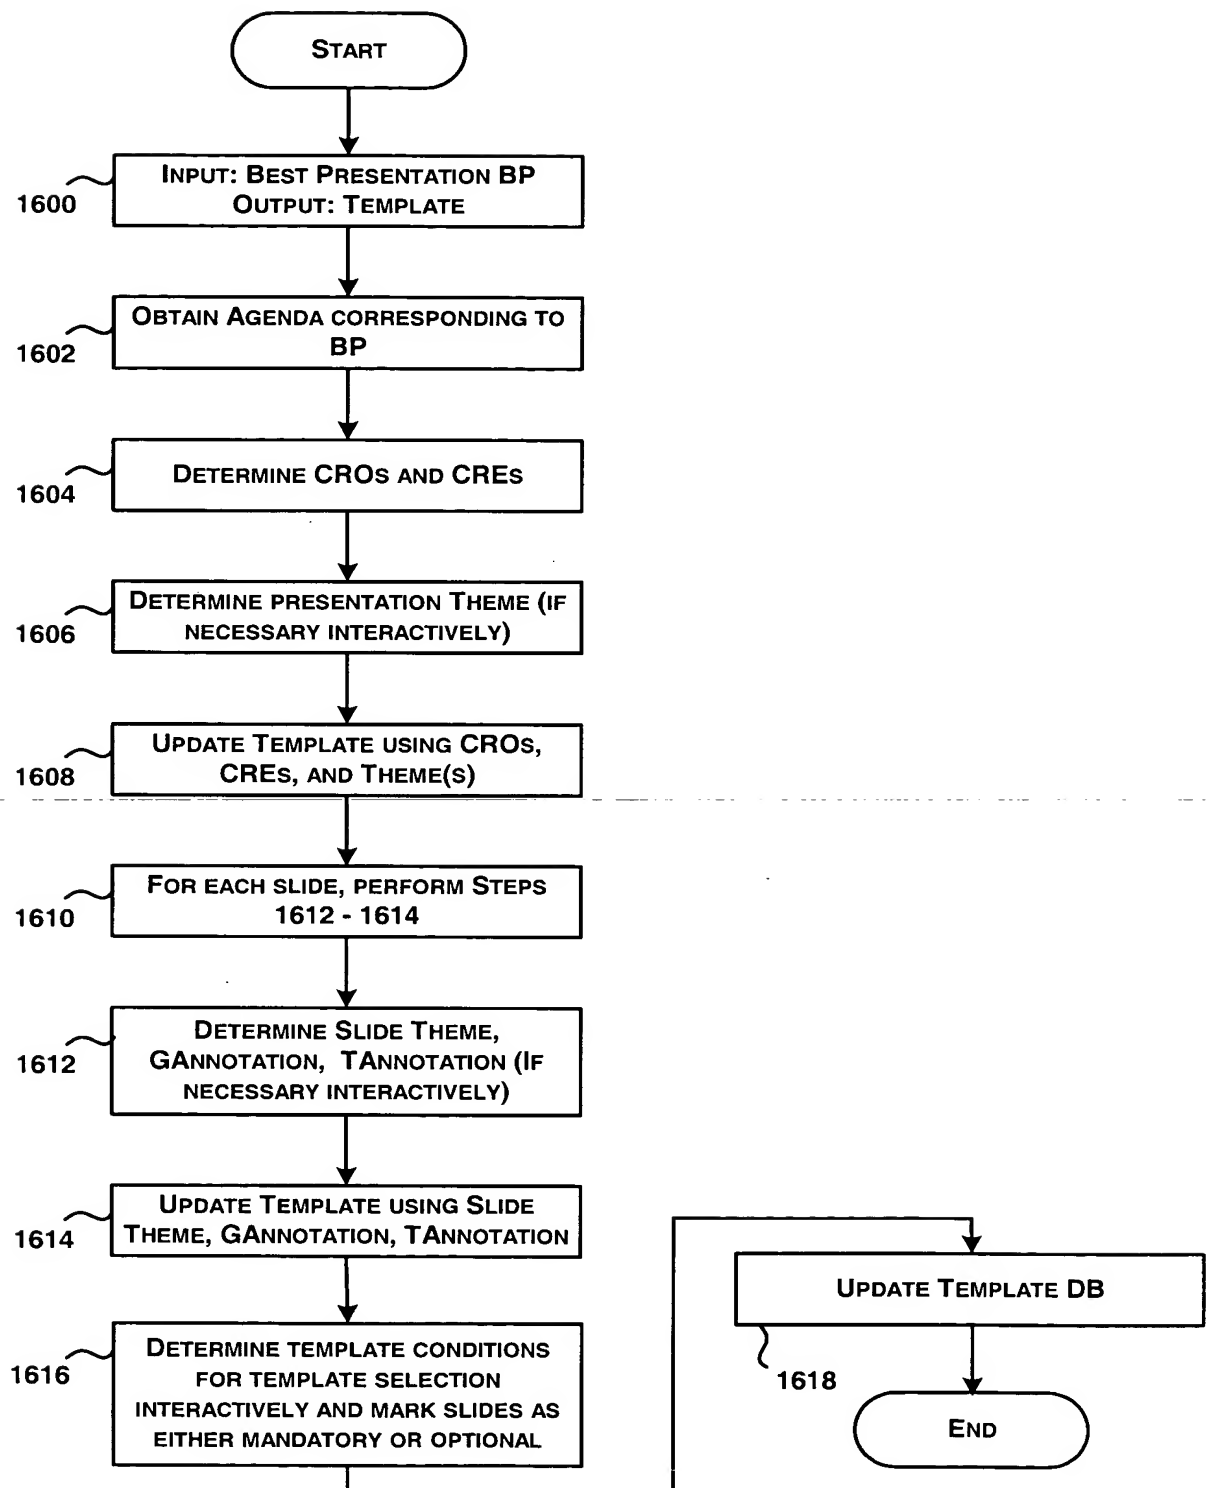 START
1600
INPUT: BEST PRESENTATION BP
OUTPUT: TEMPLATE
1602
OBTAIN AGENDA CORRESPONDING TO
BP
1604
DETERMINE CROS AND CRES
1606
DETERMINE PRESENTATION THEME (IF
NECESSARY INTERACTIVELY)
1608
UPDATE TEMPLATE USING CROS,
CRES, AND THEME(S)
1610
FOR EACH SLIDE, PERFORM STEPS
1612 - 1614
1612
DETERMINE SLIDE THEME,
GANNOTATION, TANNOTATION (IF
NECESSARY INTERACTIVELY)
1614
UPDATE TEMPLATE USING SLIDE
THEME, GANNOTATION, TANNOTATION
1616
DETERMINE TEMPLATE CONDITIONS
FOR TEMPLATE SELECTION
INTERACTIVELY AND MARK SLIDES AS
EITHER MANDATORY OR OPTIONAL
UPDATE TEMPLATE DB
1618
END